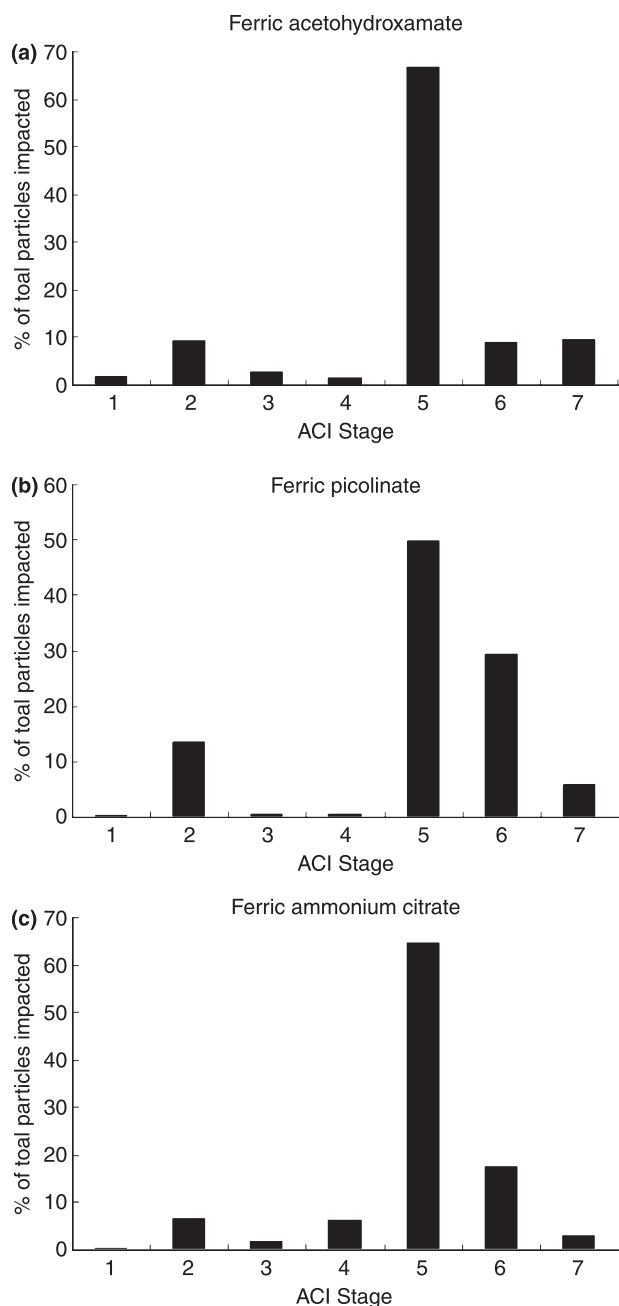 Ferric acetohydroxamate
(a)
70
60
50
40
30
20
10
0
% of toal particles impacted
1 2 3 4 5 6 7
ACI Stage
(b)
Ferric picolinate
60
50
40
30
20
10
0
% of toal particles impacted
1 2 3 4 5 6 7
ACI Stage
Ferric ammonium citrate
(c)
70
60
50
40
30
20
10
0
% of toal particles impacted
1 2 3 4 5 6 7
ACI Stage